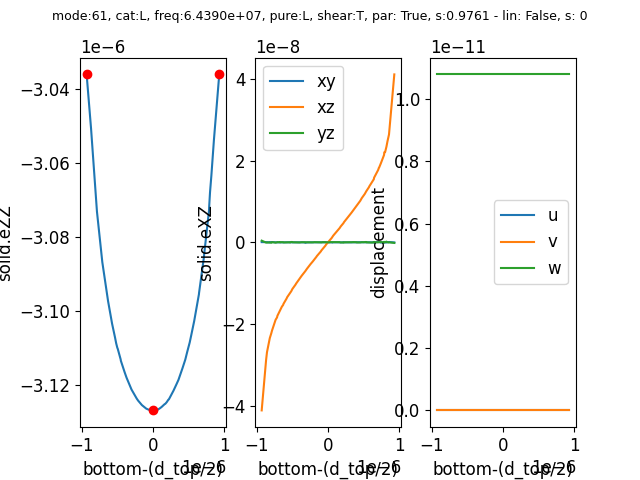 mode:61, cat:L, freq:6.4390e+07, pure:L, shear:T, par: True, s:0.9761 - lin: False, s: 0
1e−6
1e−8
1e−11
−3.04
−3.06
−3.08
−3.10
−3.12
solid.eZZ
−1
0
1
1e−6
bottom-(d_top/2)
4
2
0
−2
−4
solid.eXZ
xy
xz
yz
−1
0
1
1e−6
bottom-(d_top/2)
1.0
0.8
0.6
0.4
0.2
0.0
displacement
u
v
w
−1
0
1
1e−6
bottom-(d_top/2)